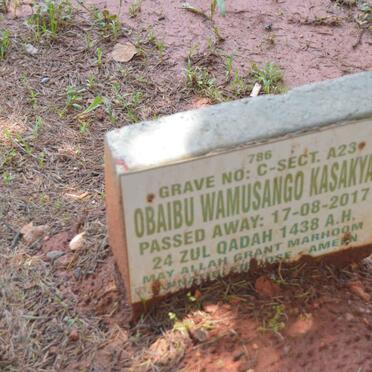 786
GRAVE NO: C-SECT. A23
OBAIBU WAMUSANGO KASAKYA
PASSED AWAY: 17-08-2017
24 ZUL QADAH 1438 A.H.
MAY ALLAH GRANT MARHOOM
AMEEN